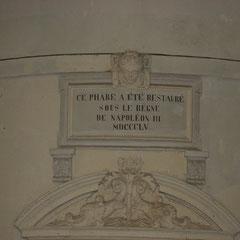 CE PHARE A ÉTÉ RESTAURÉ
SOUS LE RÈGNE
DE NAPOLÉON III
MDCCCLV